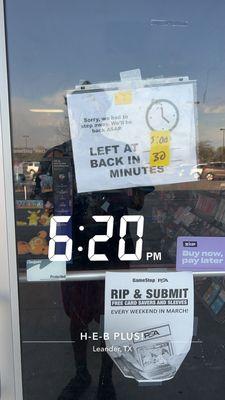 Sorry, we had to
step away. We'll be
back ASAP.
LEFT AT
5:00
BACK IN 30
MINUTES
6:20 PM
buy now,
pay later
GameStop PSA
RIP & SUBMIT
FREE CARD SAVERS AND SLEEVES
EVERY WEEKEND IN MARCH!
H-E-B PLUS!
PSA
Leander, TX